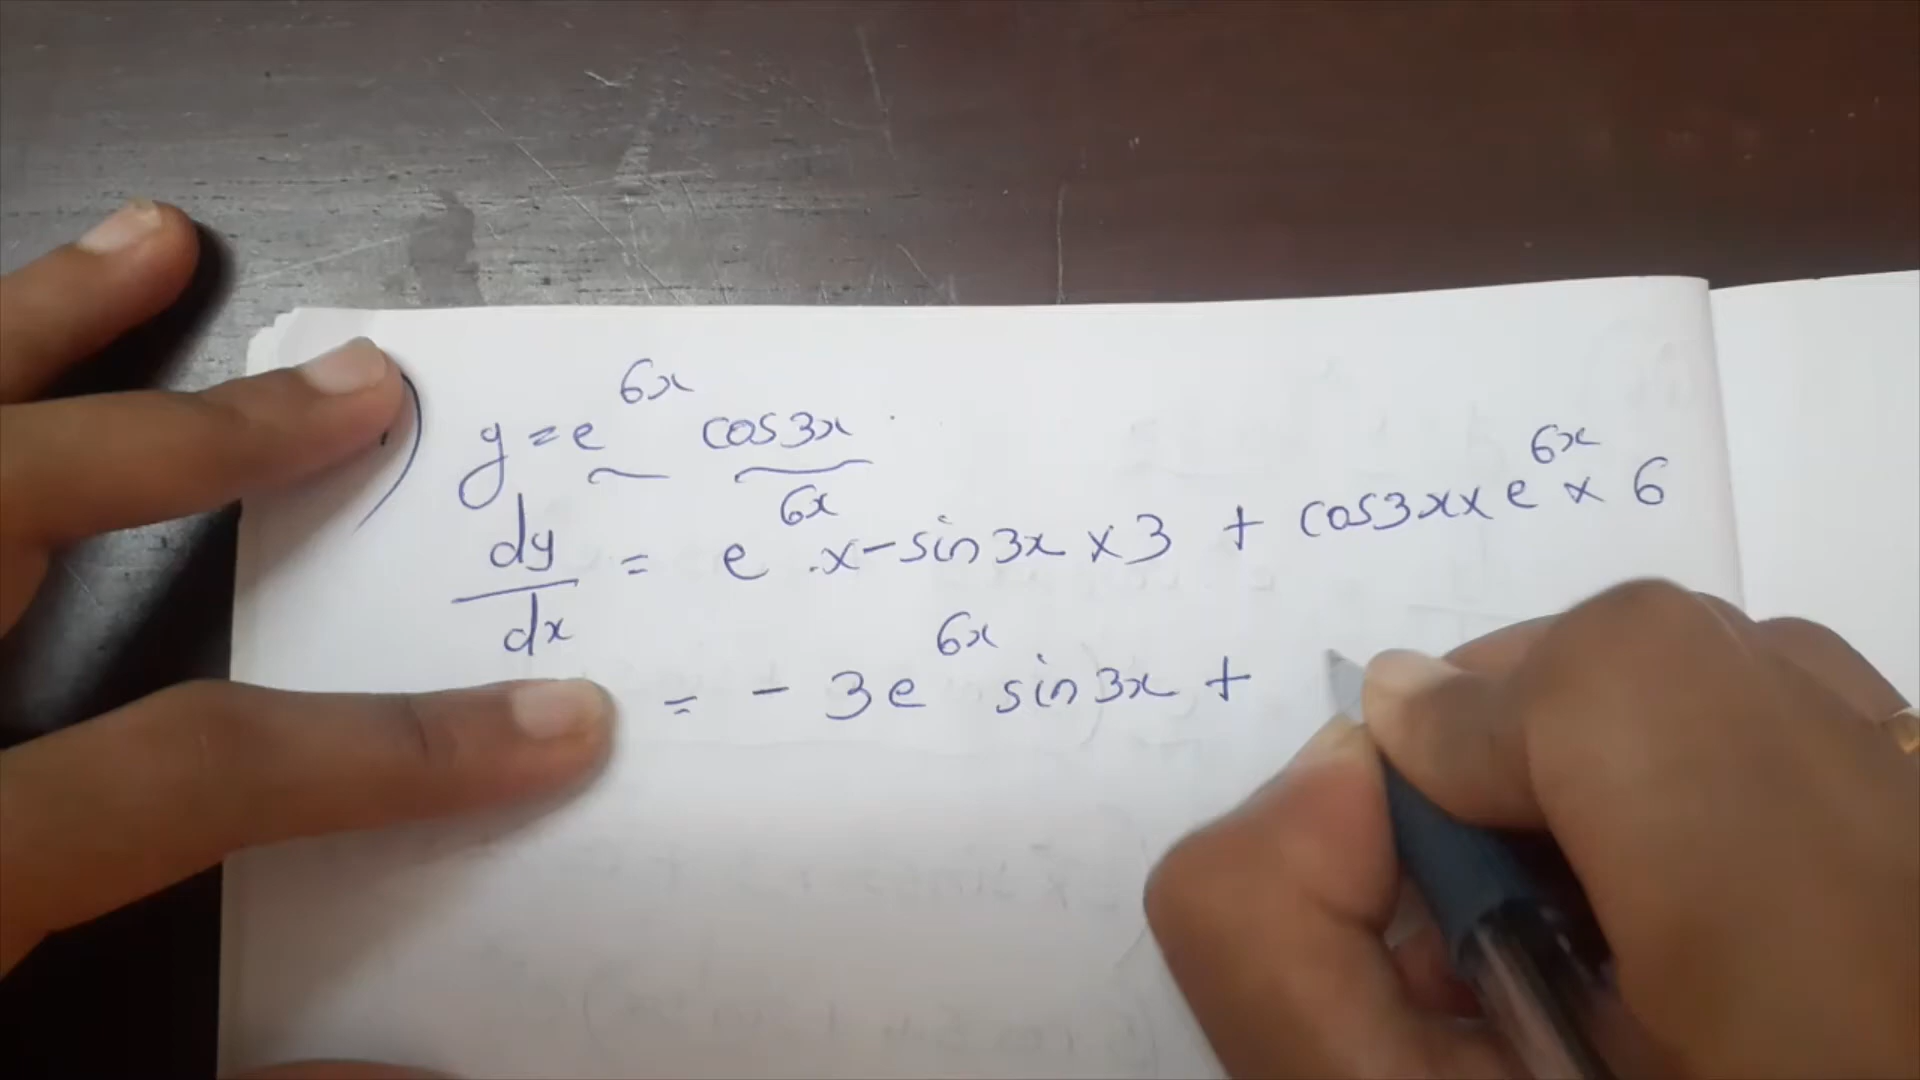 y = e^{6x} cos3x
dy/dx = e^{6x} . x - sin3x × 3 + cos3x × e^{6x} × 6
= - 3e^{6x} sin3x +